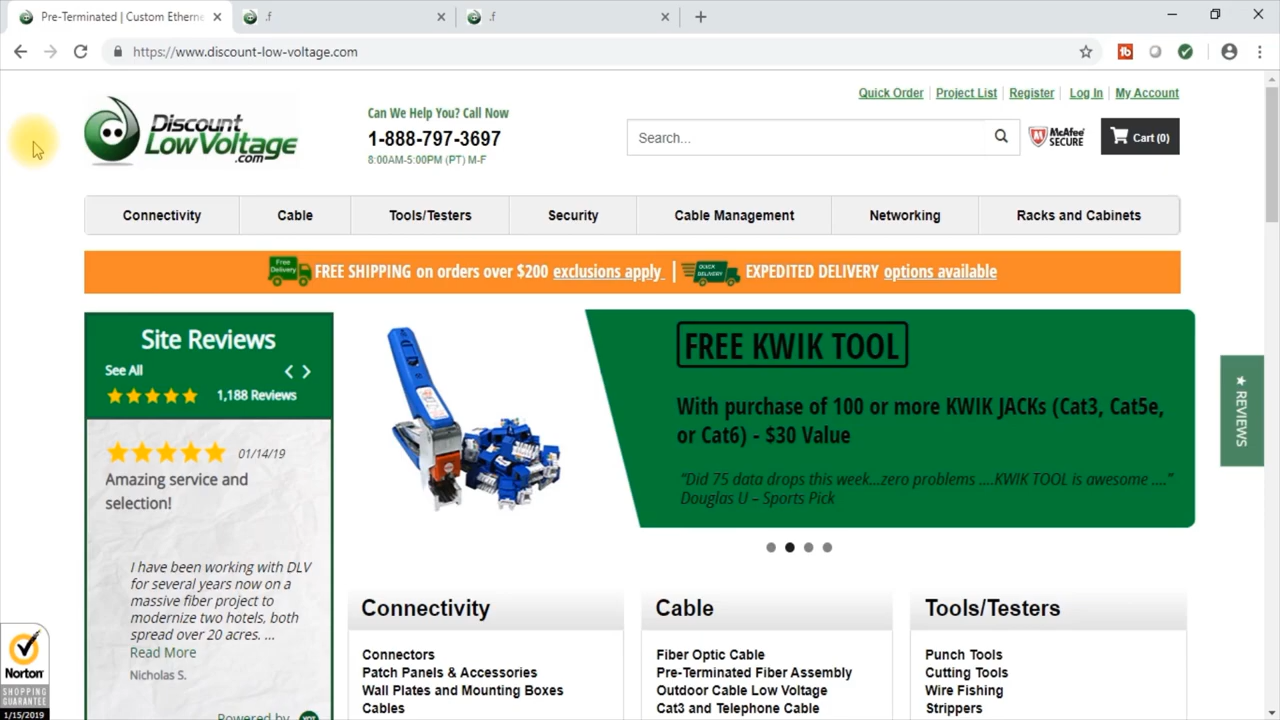 Pre-Terminated | Custom Etherne
.f
.f
https://www.discount-low-voltage.com
Quick Order
Project List
Register
Log In
My Account
Discount
LowVoltage
.com
Can We Help You? Call Now
1-888-797-3697
8:00AM-5:00PM (PT) M-F
Search...
McAfee
SECURE
Cart (0)
Connectivity
Cable
Tools/Testers
Security
Cable Management
Networking
Racks and Cabinets
Free
Delivery
FREE SHIPPING on orders over $200 exclusions apply
|
QUICK
DELIVERY
EXPEDITED DELIVERY options available
Site Reviews
See All
1,188 Reviews
01/14/19
Amazing service and
selection!
I have been working with DLV
for several years now on a
massive fiber project to
modernize two hotels, both
spread over 20 acres. ...
Read More
Nicholas S.
Powered by
FREE KWIK TOOL
With purchase of 100 or more KWIK JACKs (Cat3, Cat5e,
or Cat6) - $30 Value
“Did 75 data drops this week...zero problems ....KWIK TOOL is awesome ....”
Douglas U – Sports Pick
★ REVIEWS
Connectivity
Connectors
Patch Panels & Accessories
Wall Plates and Mounting Boxes
Cables
Cable
Fiber Optic Cable
Pre-Terminated Fiber Assembly
Outdoor Cable Low Voltage
Cat3 and Telephone Cable
Tools/Testers
Punch Tools
Cutting Tools
Wire Fishing
Strippers
Norton
SHOPPING
GUARANTEE
1/15/2019